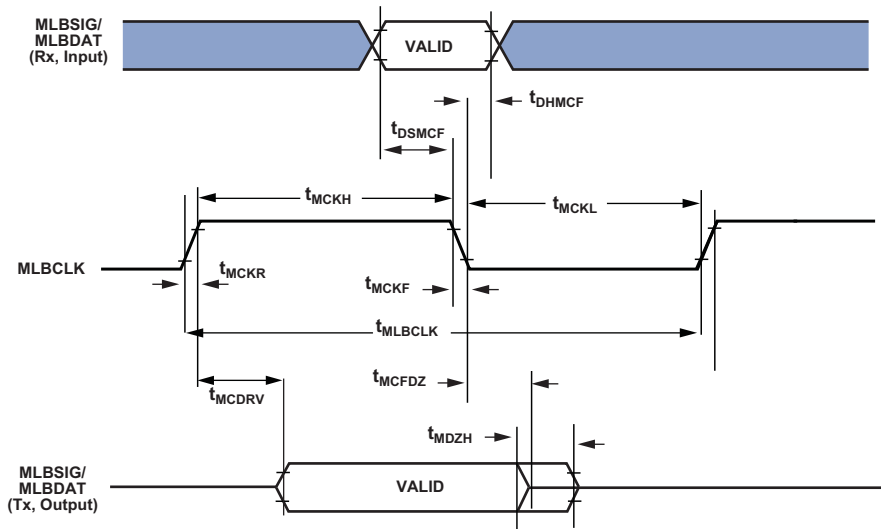 MLBSIG/
MLBDAT
(Rx, Input)
VALID
tDHMCF
tDSMCF
tMCKH
tMCKL
MLBCLK
tMCKR
tMCKF
tMLBCLK
tMCFDZ
tMCDRV
tMDZH
MLBSIG/
MLBDAT
(Tx, Output)
VALID